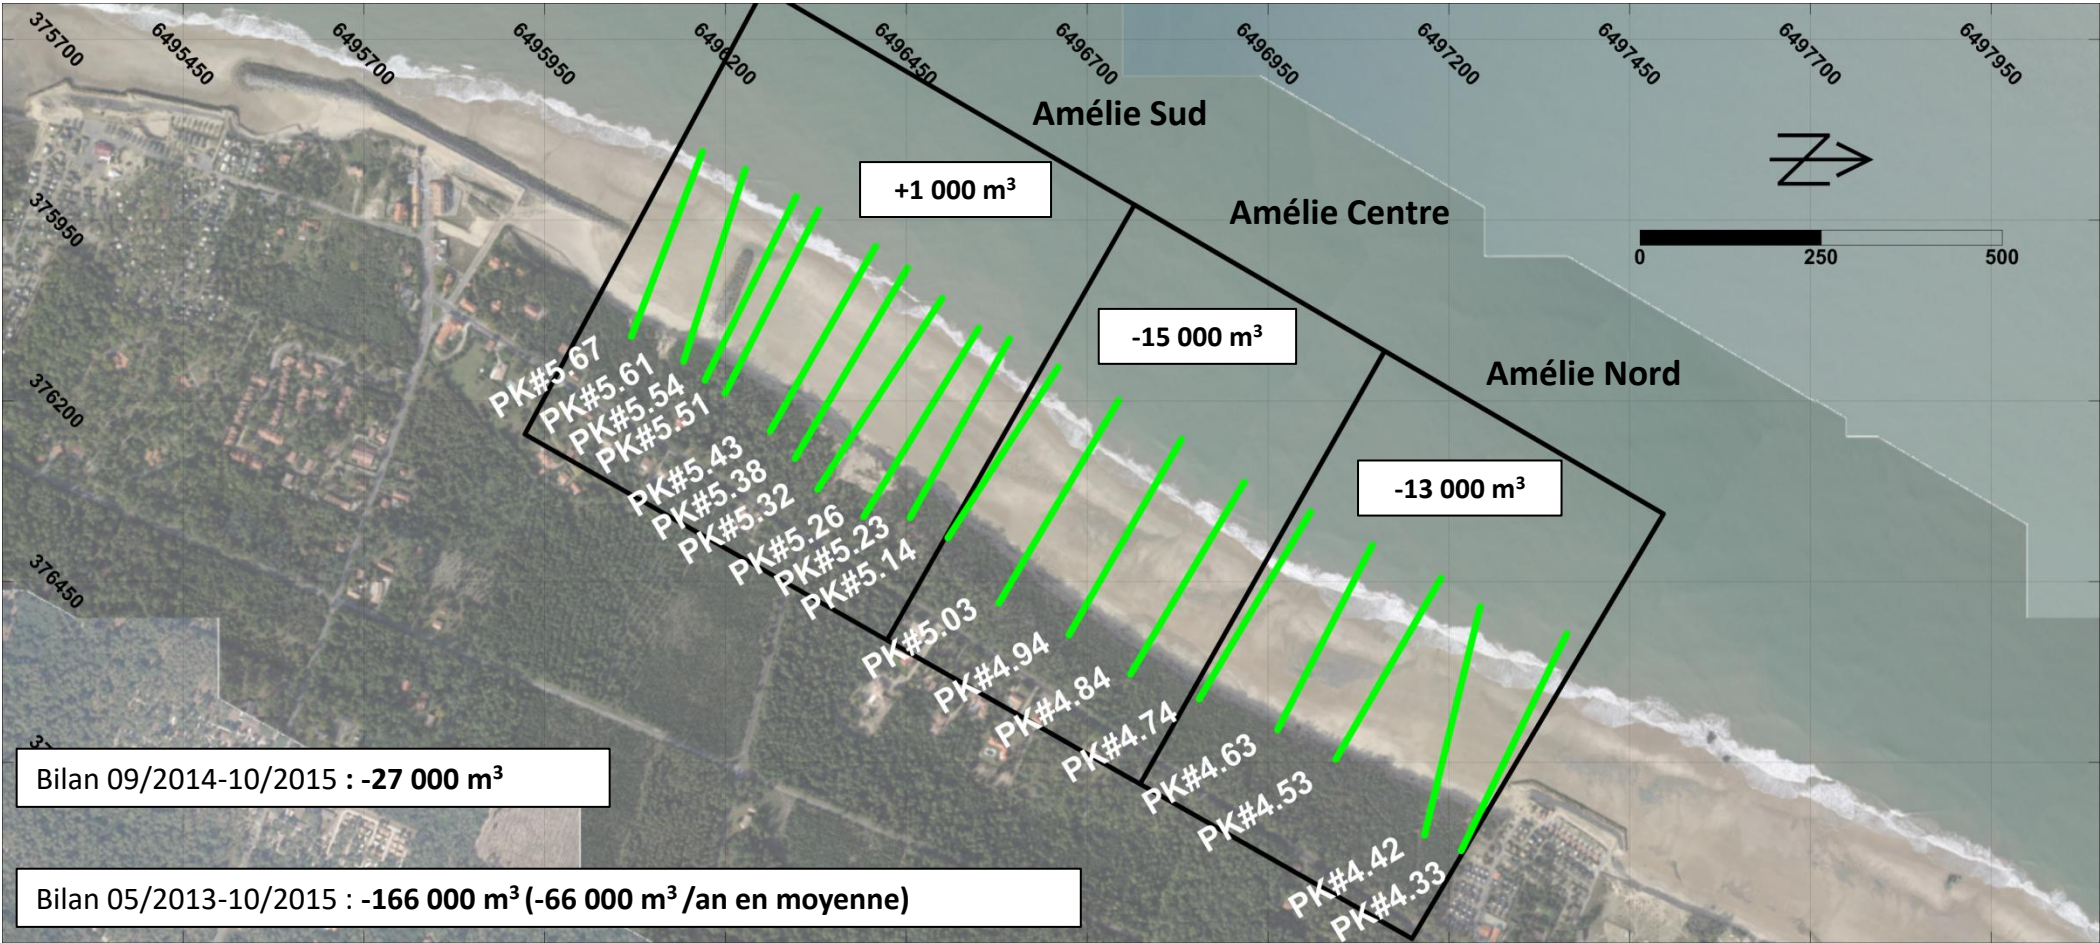 375700
6495450
6495700
6495950
6496200
6496450
6496700
6496950
6497200
6497450
6497700
6497950
Amélie Sud
+1 000 m³
Amélie Centre
N
375950
0 250 500
-15 000 m³
Amélie Nord
376200
-13 000 m³
376450
PK#5.67
PK#5.61
PK#5.54
PK#5.51
PK#5.43
PK#5.38
PK#5.32
PK#5.26
PK#5.23
PK#5.14
PK#5.03
PK#4.94
PK#4.84
PK#4.74
PK#4.63
PK#4.53
PK#4.42
PK#4.33
Bilan 09/2014-10/2015 : -27 000 m³
Bilan 05/2013-10/2015 : -166 000 m³ (-66 000 m³ /an en moyenne)